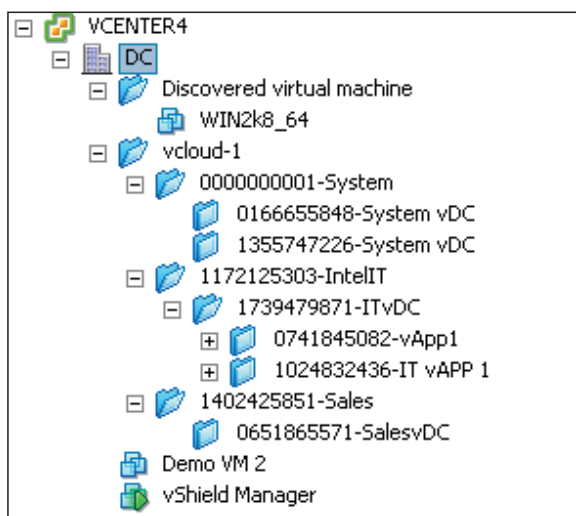 VCENTER4
DC
Discovered virtual machine
WIN2k8_64
vcloud-1
0000000001-System
0166655848-System vDC
1355747226-System vDC
1172125303-IntelIT
1739479871-ITvDC
0741845082-vApp1
1024832436-IT vAPP 1
1402425851-Sales
0651865571-SalesvDC
Demo VM 2
vShield Manager